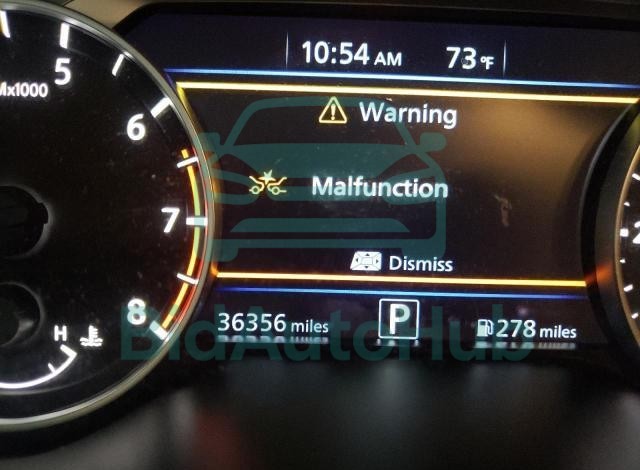 10:54 AM 73°F
Mx1000
5
6
7
8
H
Warning
Malfunction
Dismiss
36356 miles P 278 miles
BidAutoHub